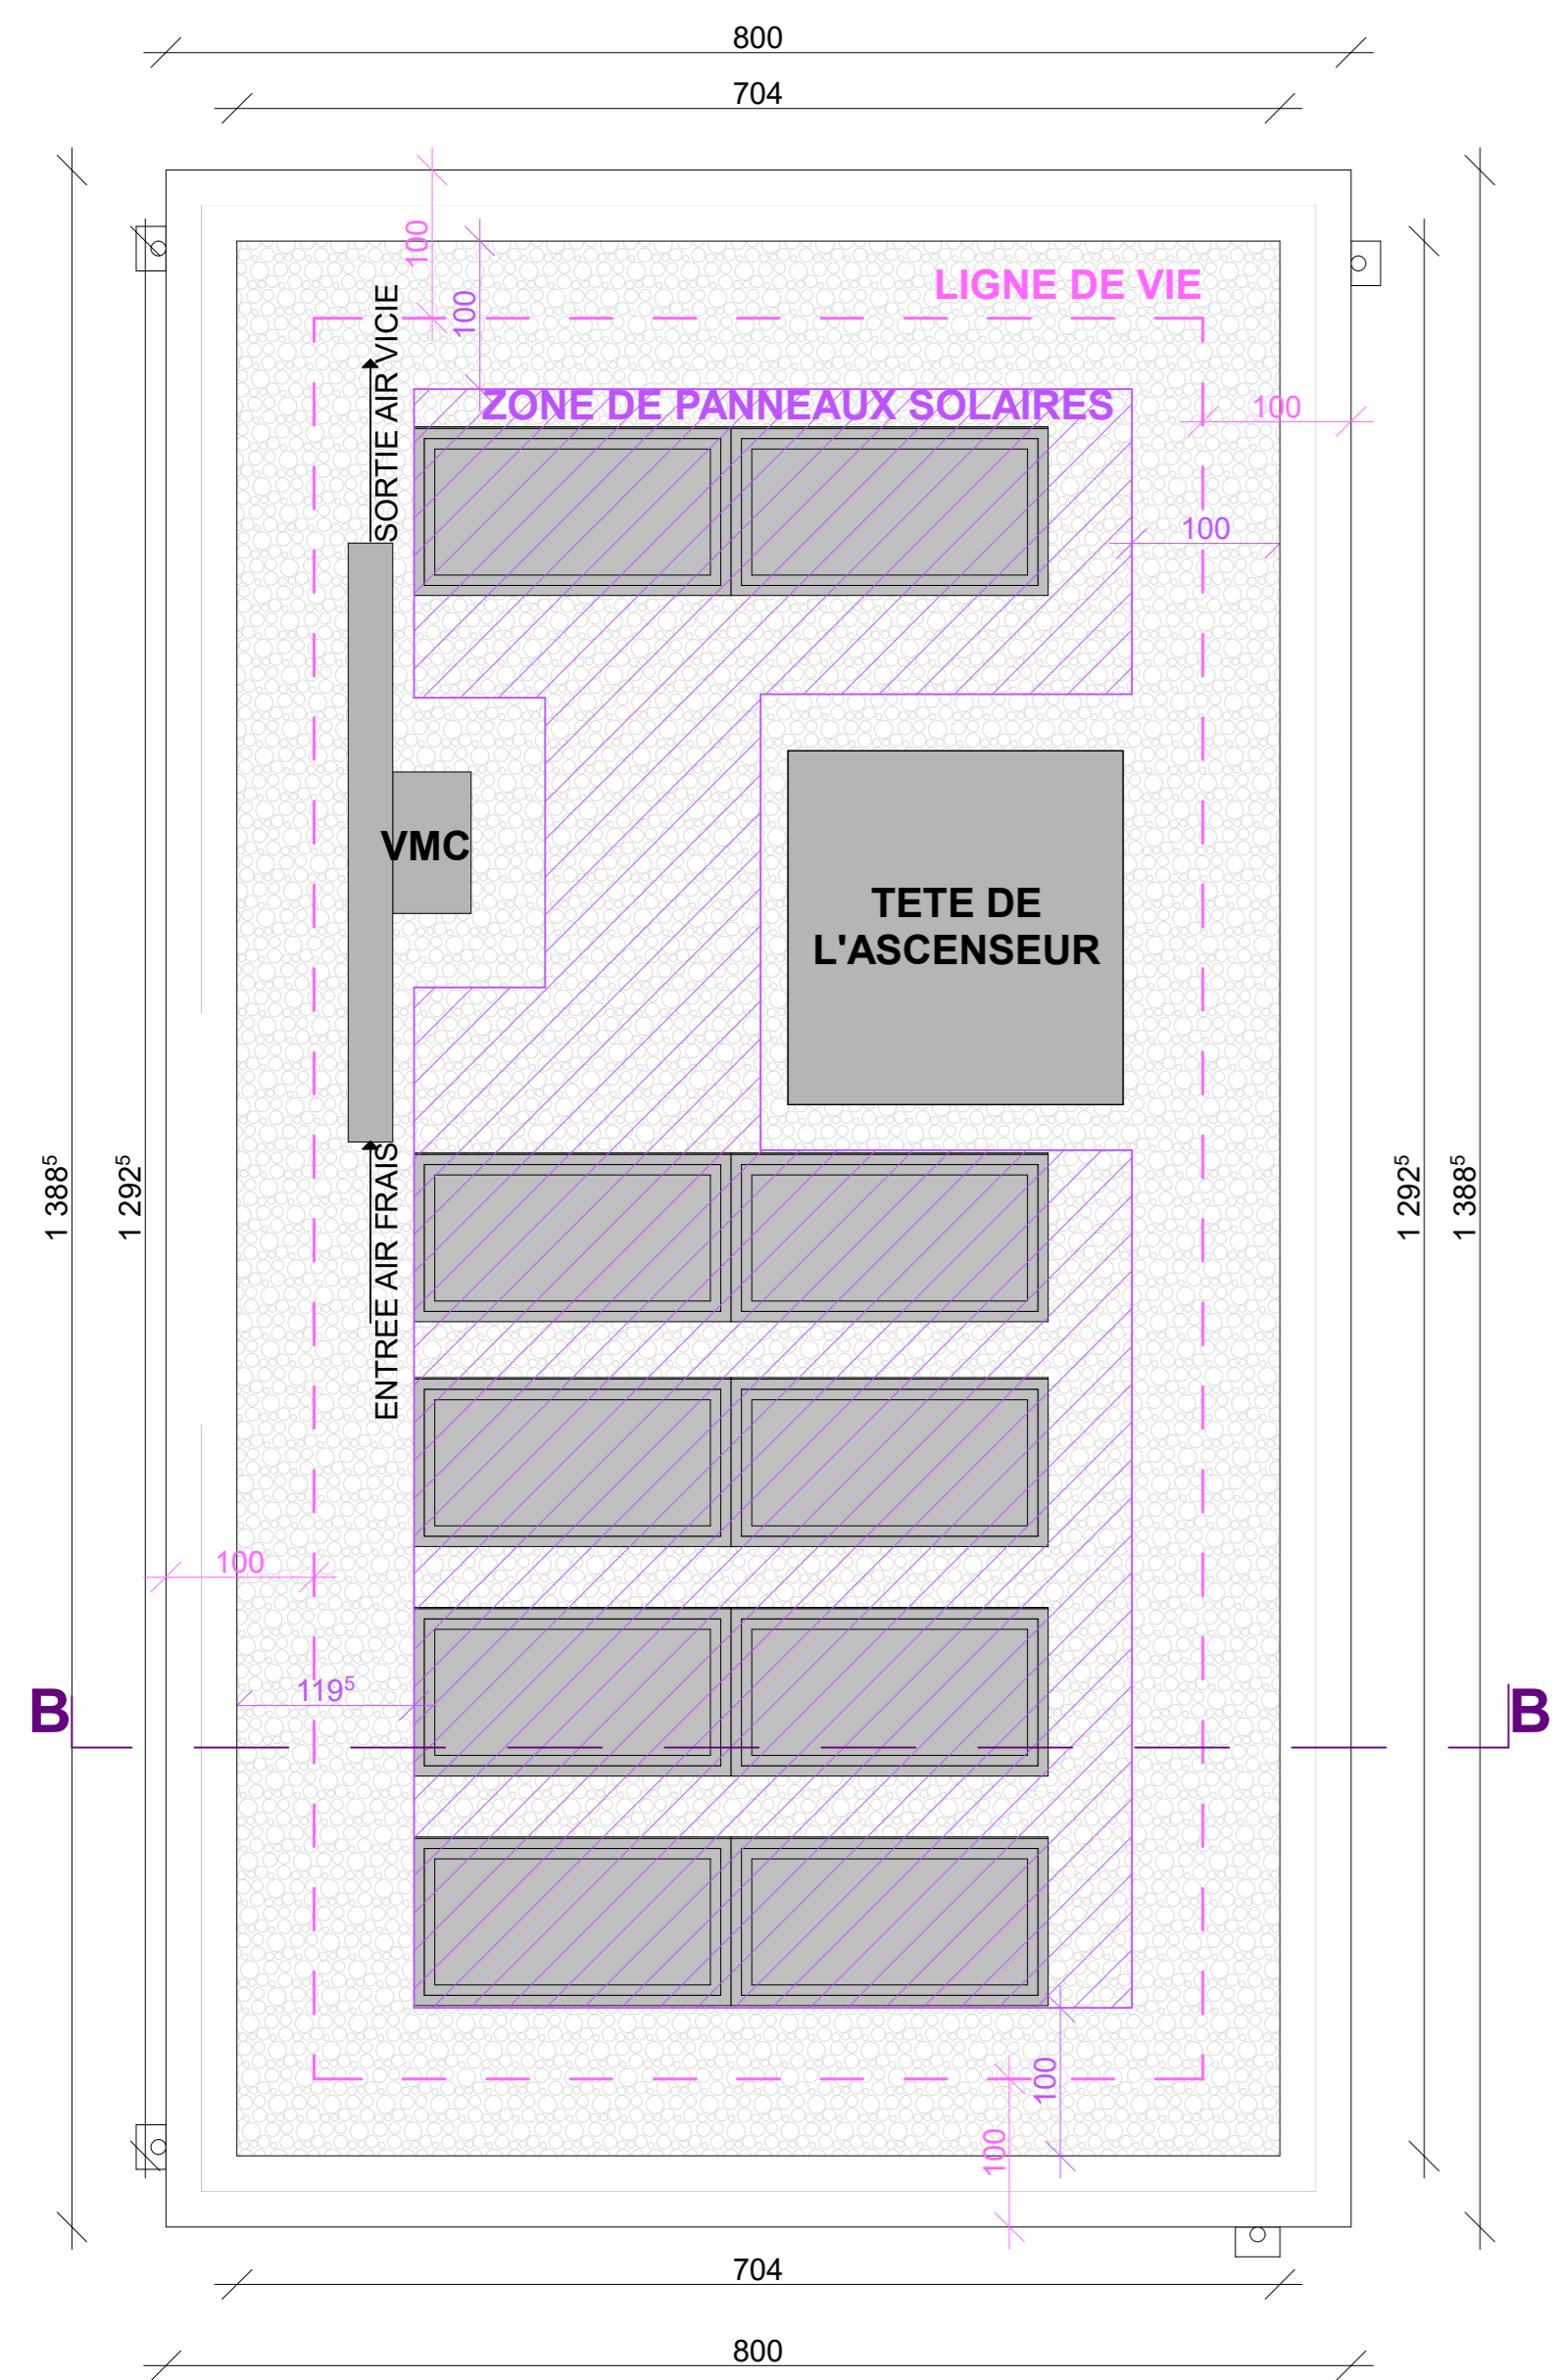 800
704
100
100
LIGNE DE VIE
SORTIE AIR VICIE
ZONE DE PANNEAUX SOLAIRES
100
100
VMC
TETE DE
L'ASCENSEUR
1 388⁵
1 292⁵
1 292⁵
1 388⁵
ENTREE AIR FRAIS
100
119⁵
B
B
100
100
704
800